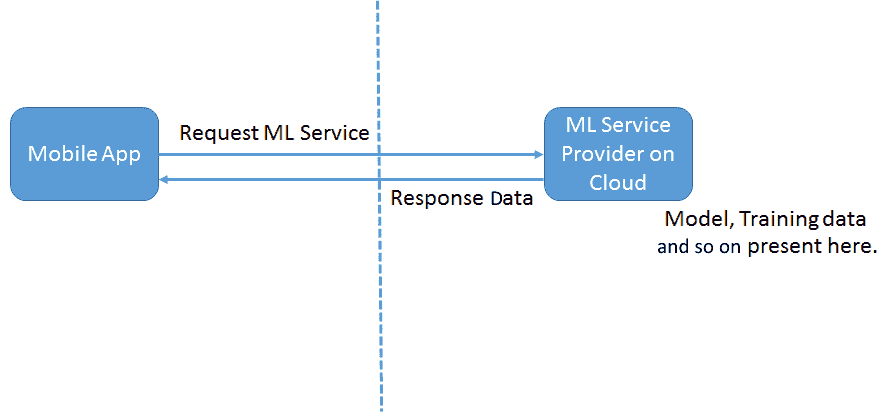 Mobile App
Request ML Service
Response Data
ML Service
Provider on
Cloud
Model, Training data
and so on present here.